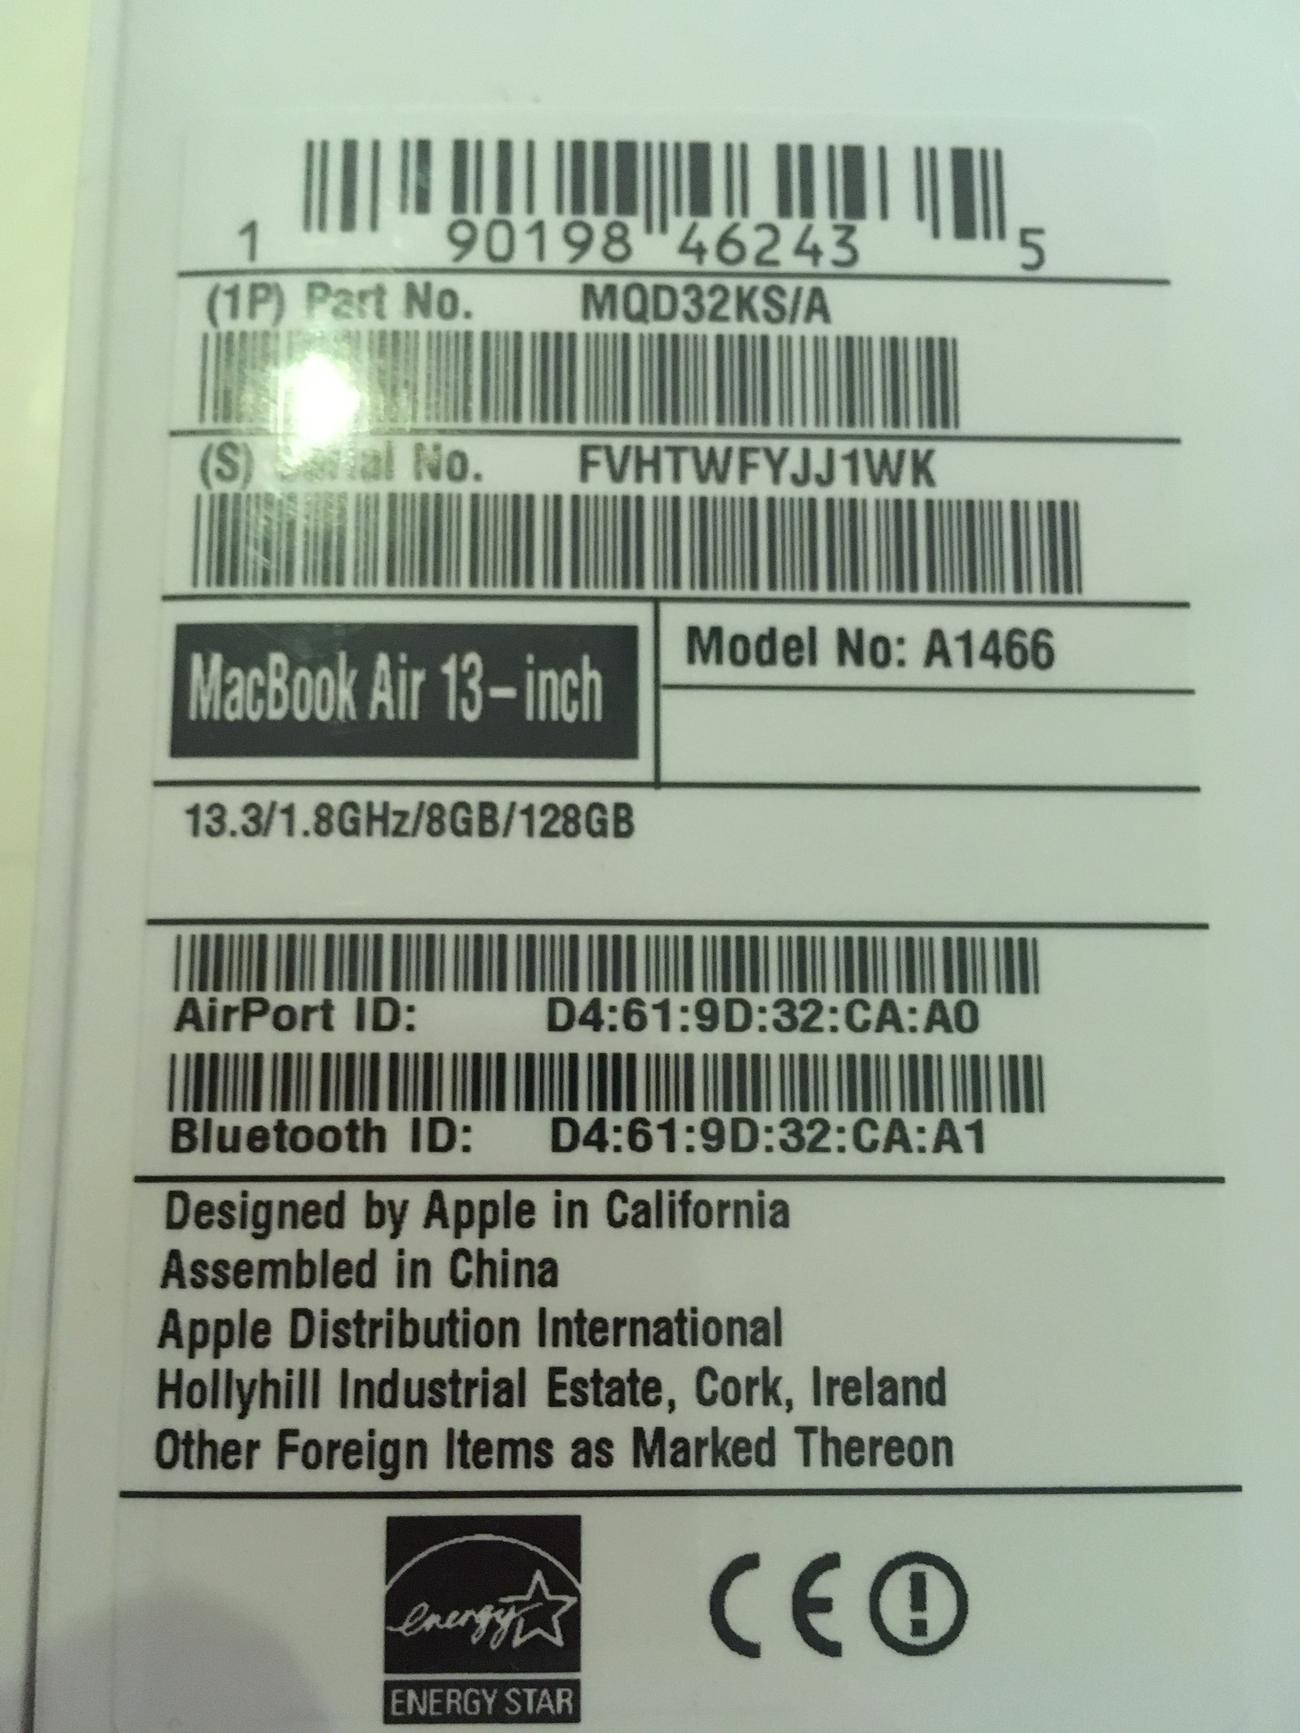 1 90198 46243 5
(1P) Part No. MQD32KS/A
(S) Serial No. FVHTWFYJJ1WK
MacBook Air 13-inch
Model No: A1466
13.3/1.8GHz/8GB/128GB
AirPort ID: D4:61:9D:32:CA:A0
Bluetooth ID: D4:61:9D:32:CA:A1
Designed by Apple in California
Assembled in China
Apple Distribution International
Hollyhill Industrial Estate, Cork, Ireland
Other Foreign Items as Marked Thereon
energy
CE
ENERGY STAR